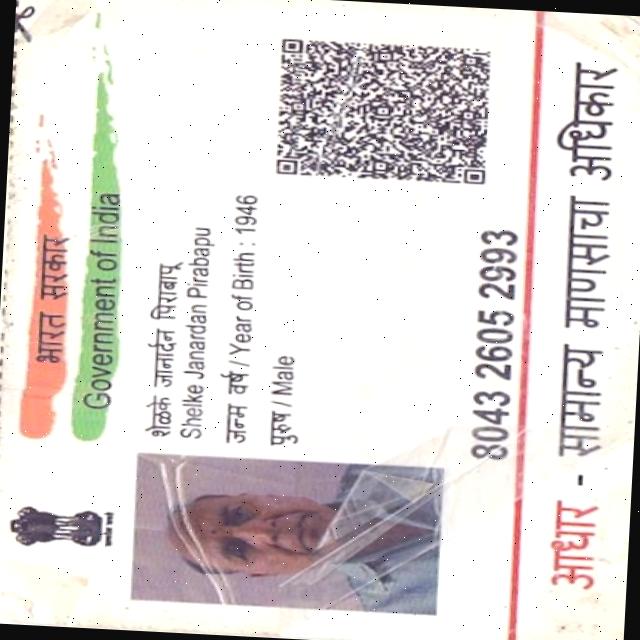 भारत सरकार
Government of India
शेळके जानार्दन पिराबापू
Shelke Janardan Pirabapu
जन्म वर्ष / Year of Birth : 1946
पुरुष / Male
8043 2605 2993
आधार - सामान्य माणसाचा अधिकार